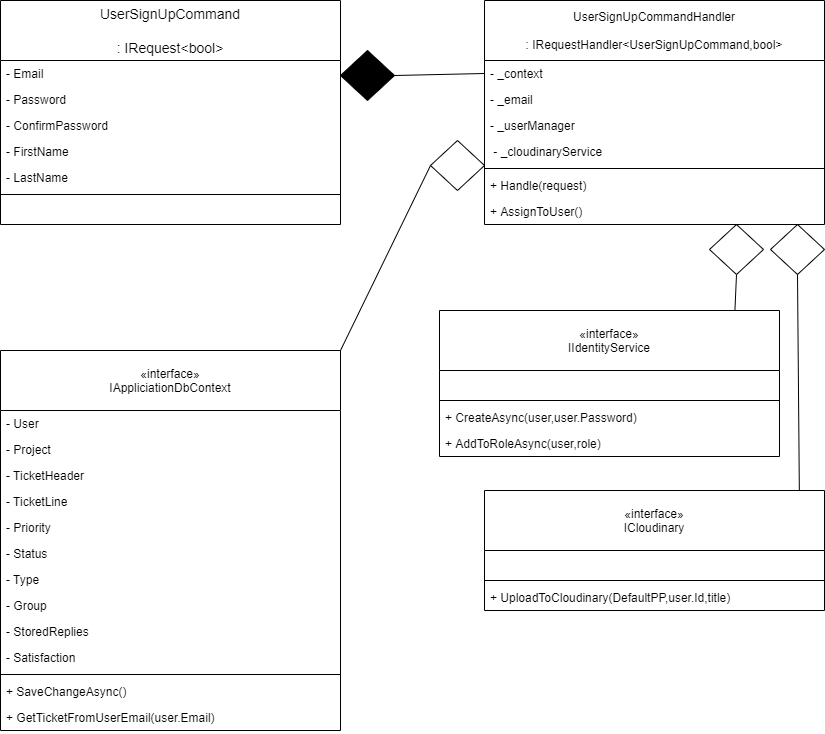 UserSignUpCommand
: IRequest<bool>
- Email
- Password
- ConfirmPassword
- FirstName
- LastName
UserSignUpCommandHandler
: IRequestHandler<UserSignUpCommand,bool>
- _context
- _email
- _userManager
- _cloudinaryService
+ Handle(request)
+ AssignToUser()
«interface»
IIdentityService
+ CreateAsync(user,user.Password)
+ AddToRoleAsync(user,role)
«interface»
IAppliciationDbContext
- User
- Project
- TicketHeader
- TicketLine
- Priority
- Status
- Type
- Group
- StoredReplies
- Satisfaction
+ SaveChangeAsync()
+ GetTicketFromUserEmail(user.Email)
«interface»
ICloudinary
+ UploadToCloudinary(DefaultPP,user.Id,title)